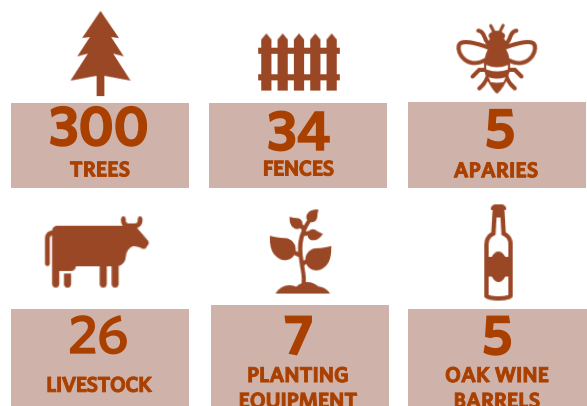 300
TREES
34
FENCES
5
APARIES
26
LIVESTOCK
7
PLANTING
EQUIPMENT
5
OAK WINE
BARRELS